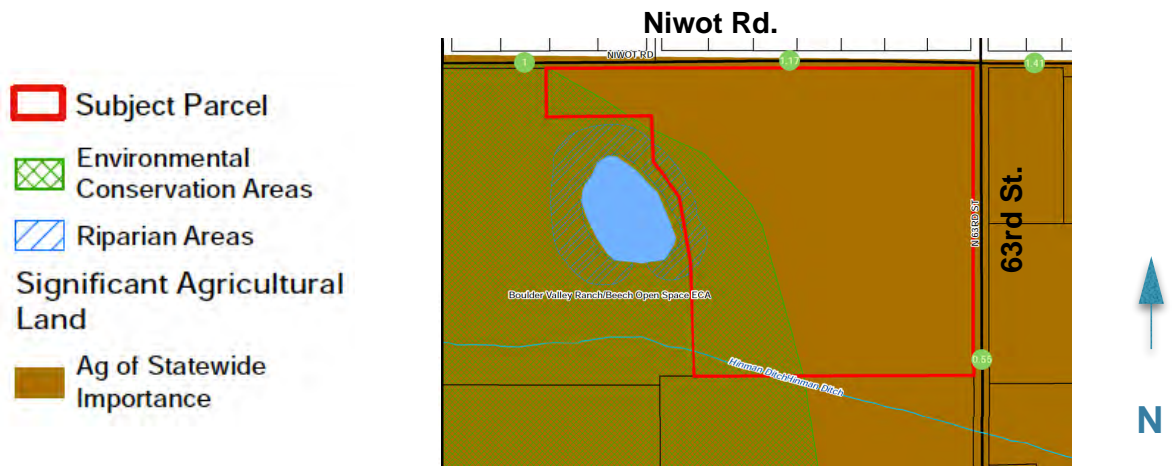 Niwot Rd.
Subject Parcel
Environmental
Conservation Areas
Riparian Areas
Significant Agricultural
Land
Ag of Statewide
Importance
NIWOT RD
1
1.17
1.41
N 63RD ST
63rd St.
Boulder Valley Ranch/Beech Open Space ECA
Hinman Ditch
Hinman Ditch
0.55
N